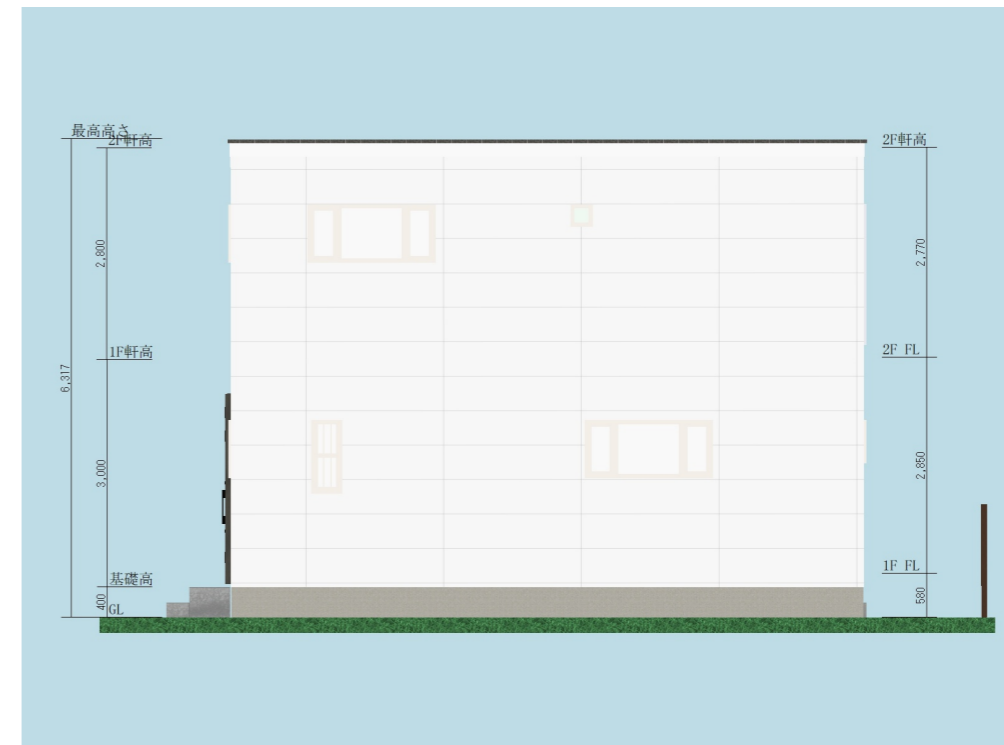 最高高さ
2F軒高
2,800
1F軒高
6,317
3,000
基礎高
400
GL
2F軒高
2,770
2F FL
2,850
1F FL
580